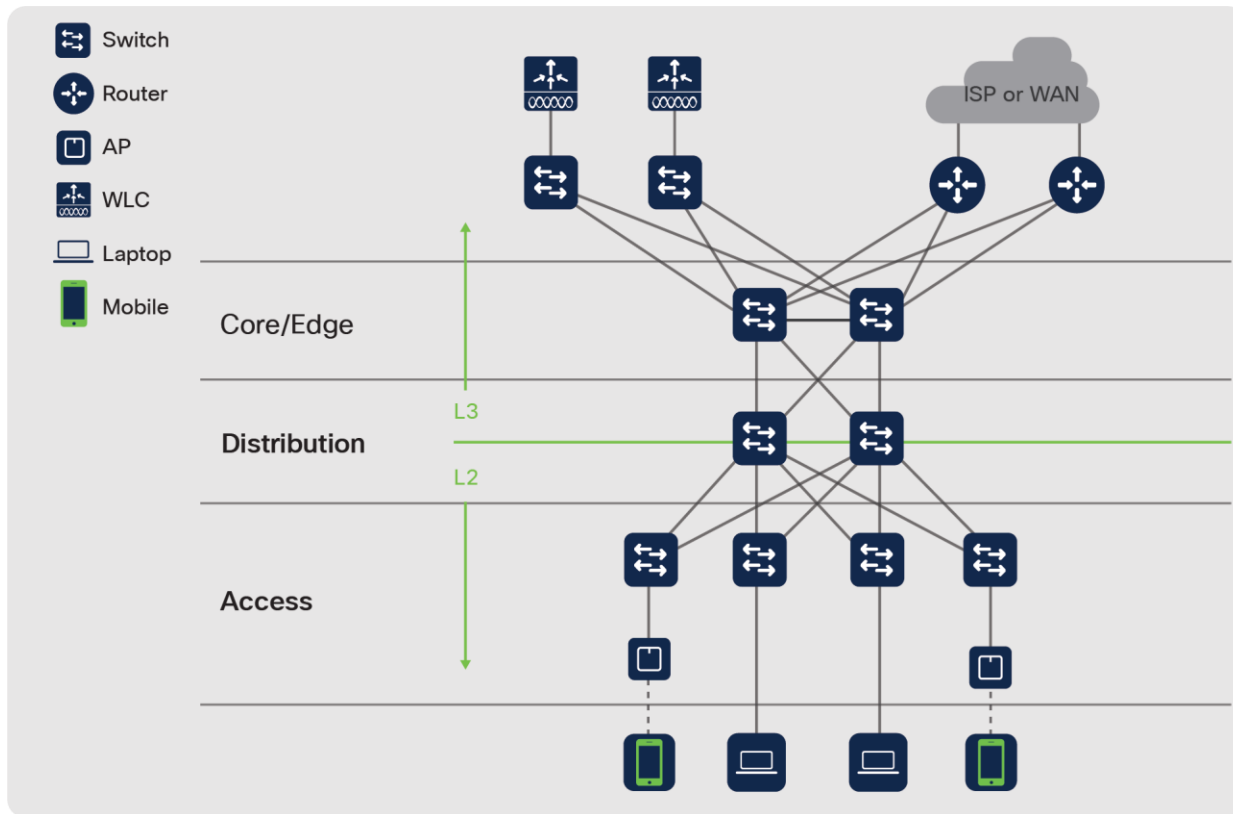 Switch
Router
AP
WLC
Laptop
Mobile
ISP or WAN
Core/Edge
L3
Distribution
L2
Access